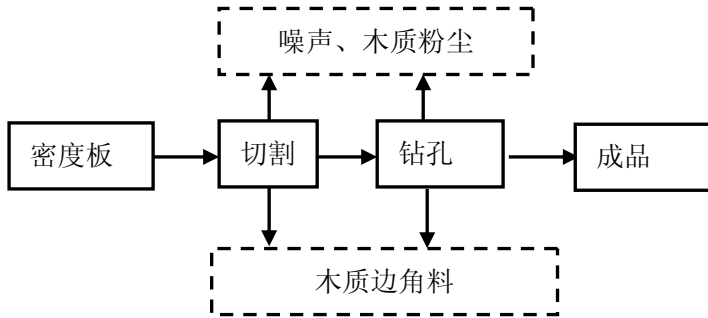 噪声、木质粉尘
密度板
切割
钻孔
成品
木质边角料